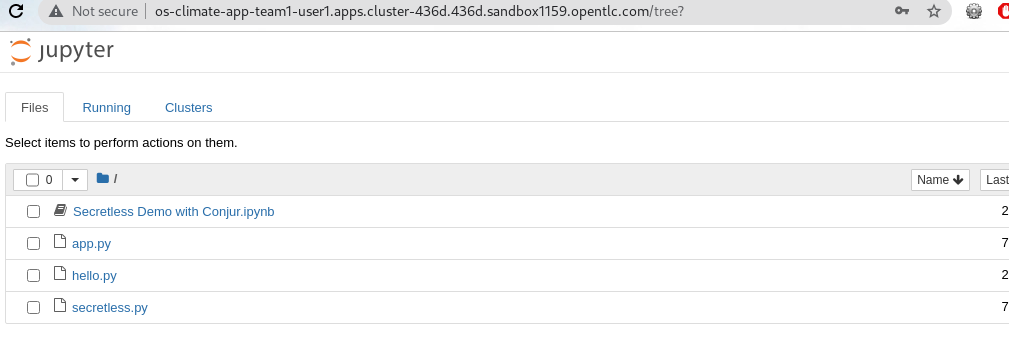 Not secure os-climate-app-team1-user1.apps.cluster-436d.436d.sandbox1159.opentlc.com/tree?
jupyter
Files Running Clusters
Select items to perform actions on them.
0 / Name Last
Secretless Demo with Conjur.ipynb 2
app.py 7
hello.py 2
secretless.py 7